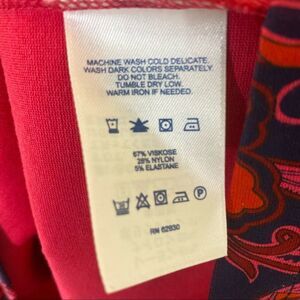 MACHINE WASH COLD DELICATE.
WASH DARK COLORS SEPARATELY.
DO NOT BLEACH.
TUMBLE DRY LOW.
WARM IRON IF NEEDED.
67% VISKOSE
28% NYLON
5% ELASTANE
P
RN 62930